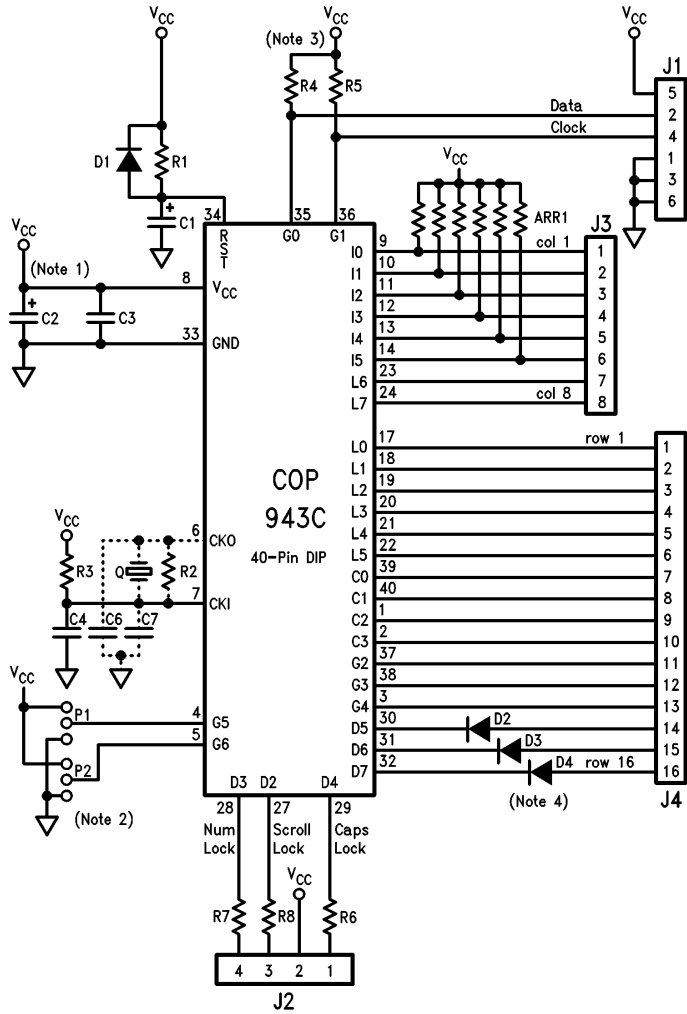 VCC VCC VCC
(Note 3)
J1
R4 R5
5
Data 2
Clock 4
D1 R1
1
VCC
3
C1 +
6
34 35 36
ARR1
J3
RST G0 G1
VCC
9 I0 col 1 1
10 I1 2
(Note 1)
8 VCC
11 I2 3
+ C2 C3
12 I3 4
33 GND
13 I4 5
14 I5 6
23 L6 7
24 L7 col 8 8
17 L0 row 1 1
18 L1 2
COP
943C
40-Pin DIP
19 L2 3
20 L3 4
VCC
6 CKO
21 L4 5
R3 Q R2
22 L5 6
39 C0 7
7 CKI
40 C1 8
C4 C6 C7
1 C2 9
2 C3 10
37 G2 11
VCC
38 G3 12
P1
4 G5
3 G4 13
5 G6
30 D5 D2 14
P2
31 D6 D3 15
32 D7 D4 row 16 16
J4
(Note 2)
(Note 4)
D3 D2 D4
28 27 29
Num Lock
Scroll Lock
Caps Lock
VCC
R7 R8 R6
4 3 2 1
J2